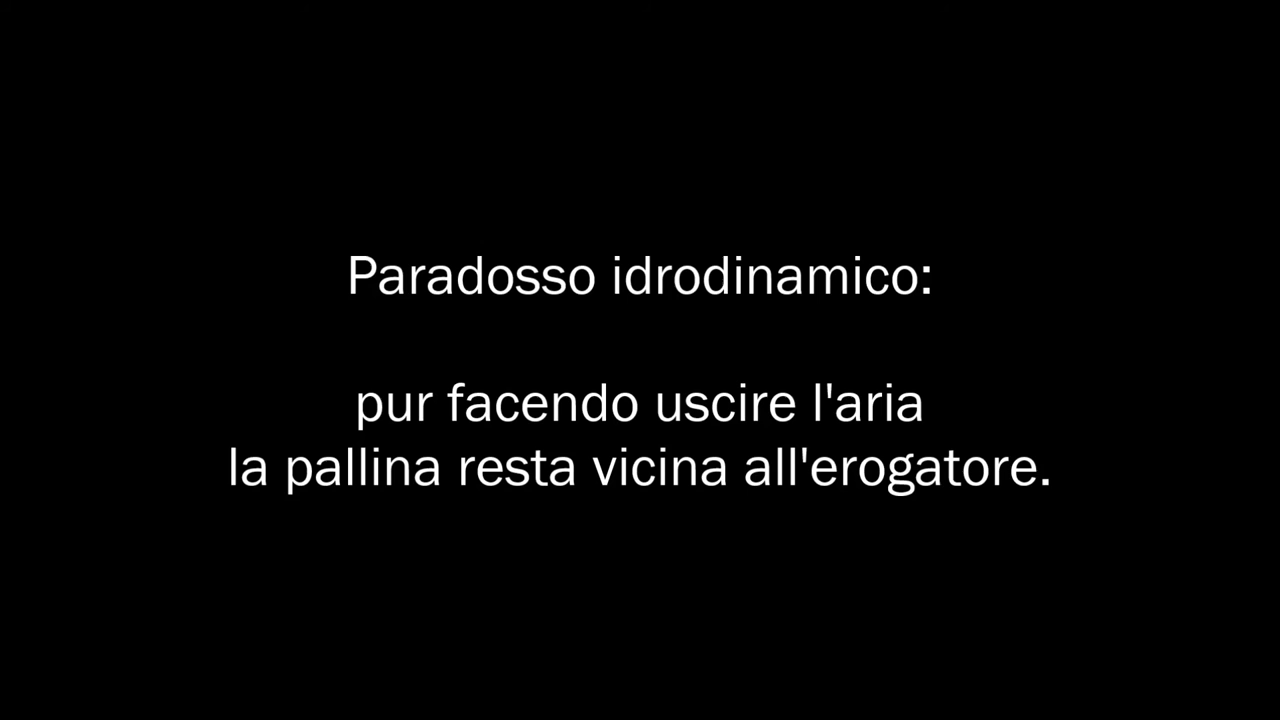 Paradosso idrodinamico:
pur facendo uscire l'aria
la pallina resta vicina all'erogatore.